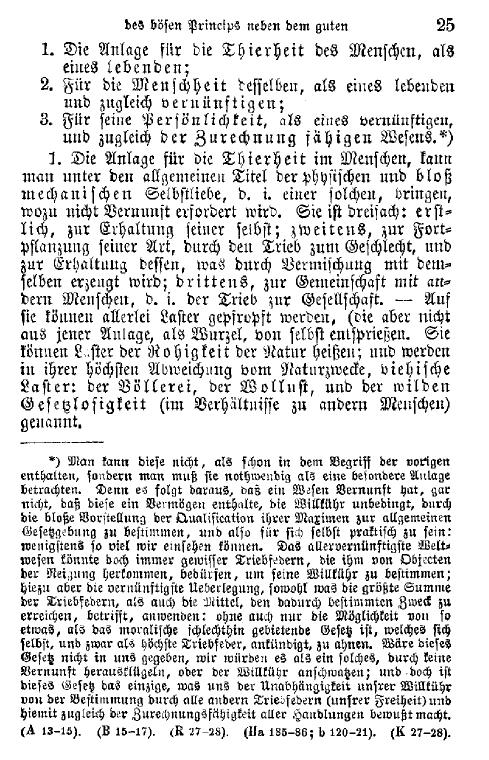 des bösen Princips neben dem guten 25
1. Die Anlage für die Thierheit des Menschen, als
eines lebenden;
2. Für die Menschheit desselben, als eines lebenden
und zugleich vernünftigen;
3. Für seine Persönlichkeit, als eines vernünftigen,
und zugleich der Zurechnung fähigen Wesens.*)
1. Die Anlage für die Thierheit im Menschen, kann
man unter den allgemeinen Titel der physischen und bloß
mechanischen Selbstliebe, d. i. einer solchen, bringen,
wozu nicht Vernunft erfordert wird. Sie ist dreifach: erst-
lich, zur Erhaltung seiner selbst; zweitens, zur Fort-
pflanzung seiner Art, durch den Trieb zum Geschlecht, und
zur Erhaltung dessen, was durch Vermischung mit dem-
selben erzeugt wird; drittens, zur Gemeinschaft mit an-
dern Menschen, d. i. der Trieb zur Gesellschaft. — Auf
sie können allerlei Laster gepfropft werden, (die aber nicht
aus jener Anlage, als Wurzel, von selbst entsprießen. Sie
können Laster der Rohigkeit der Natur heißen; und werden
in ihrer höchsten Abweichung vom Naturzwecke, viehische
Laster: der Völlerei, der Wollust, und der wilden
Gesetzlosigkeit (im Verhältnisse zu andern Menschen)
genannt.
*) Man kann diese nicht, als schon in dem Begriff der vorigen
enthalten, sondern man muß sie nothwendig als eine besondere Anlage
betrachten. Denn es folgt daraus, daß ein Wesen Vernunft hat, gar
nicht, daß diese ein Vermögen enthalte, die Willkühr unbedingt, durch
die bloße Vorstellung der Qualification ihrer Maximen zur allgemeinen
Gesetzgebung zu bestimmen, und also für sich selbst praktisch zu sein:
wenigstens so viel wir einsehen können. Das allervernünftigste Welt-
wesen könnte doch immer gewisser Triebfedern, die ihm von Objecten
der Neigung herkommen, bedürfen, um seine Willkühr zu bestimmen;
hiezu aber die vernünftigste Ueberlegung, sowohl was die größte Summe
der Triebfedern, als auch die Mittel, den dadurch bestimmten Zweck zu
erreichen, betrifft, anwenden: ohne auch nur die Möglichkeit von so
etwas, als das moralische schlechthin gebietende Gesetz ist, welches sich
selbst, und zwar als höchste Triebfeder, ankündigt, zu ahnen. Wäre dieses
Gesetz nicht in uns gegeben, wir würden es als ein solches, durch keine
Vernunft herausklügeln, oder der Willkühr anschwatzen; und doch ist
dieses Gesetz das einzige, was uns der Unabhängigkeit unsrer Willkühr
von der Bestimmung durch alle andern Triebfedern (unsrer Freiheit) und
hiemit zugleich der Zurechnungsfähigkeit aller Handlungen bewußt macht.
(A 13-15). (B 15-17). (R 27-28). (IIa 185-86; b 120-21). (K 27-28).